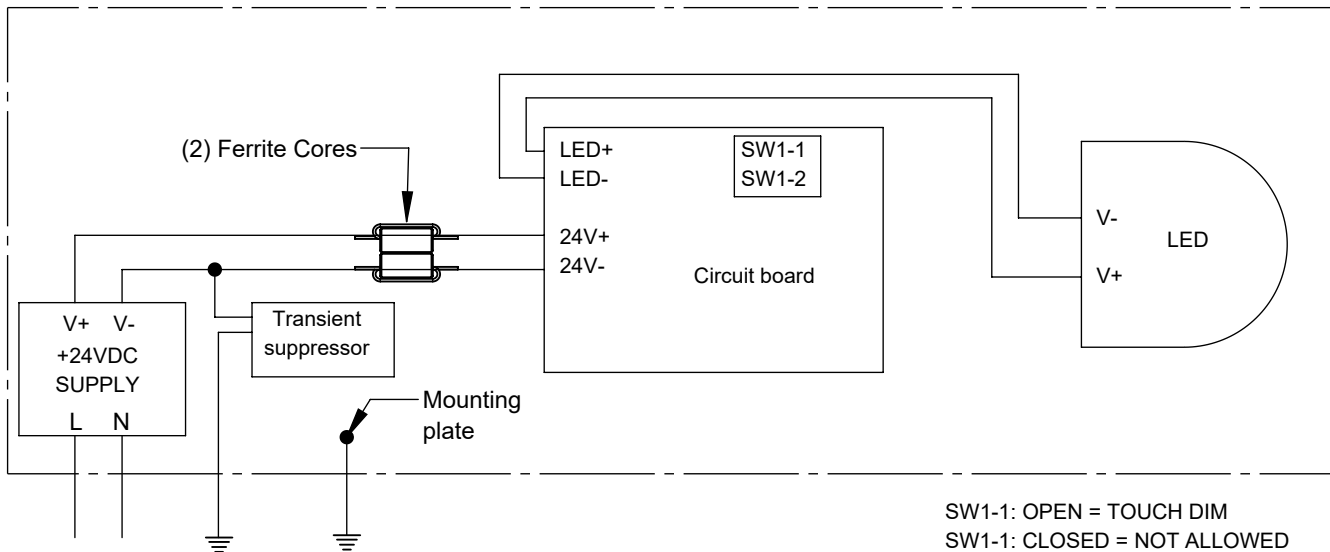 (2) Ferrite Cores
LED+
LED-
24V+
24V-
SW1-1
SW1-2
Circuit board
V-
V+
LED
V+ V-
+24VDC
SUPPLY
L N
Transient
suppressor
Mounting
plate
SW1-1: OPEN = TOUCH DIM
SW1-1: CLOSED = NOT ALLOWED